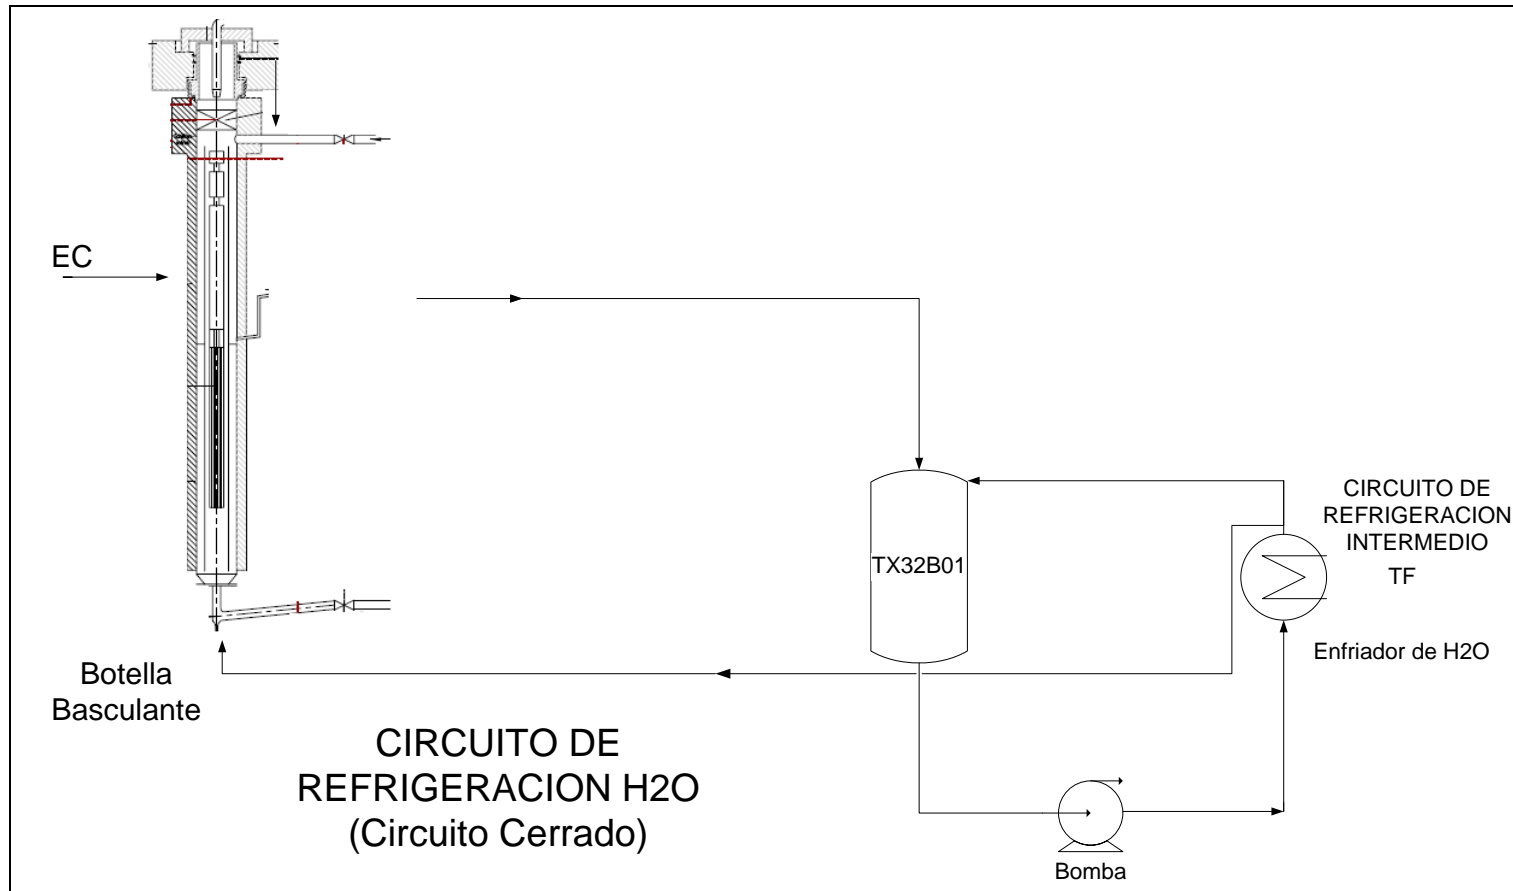 EC
TX32B01
CIRCUITO DE
REFRIGERACION
INTERMEDIO
TF
Enfriador de H2O
Botella
Basculante
CIRCUITO DE
REFRIGERACION H2O
(Circuito Cerrado)
Bomba